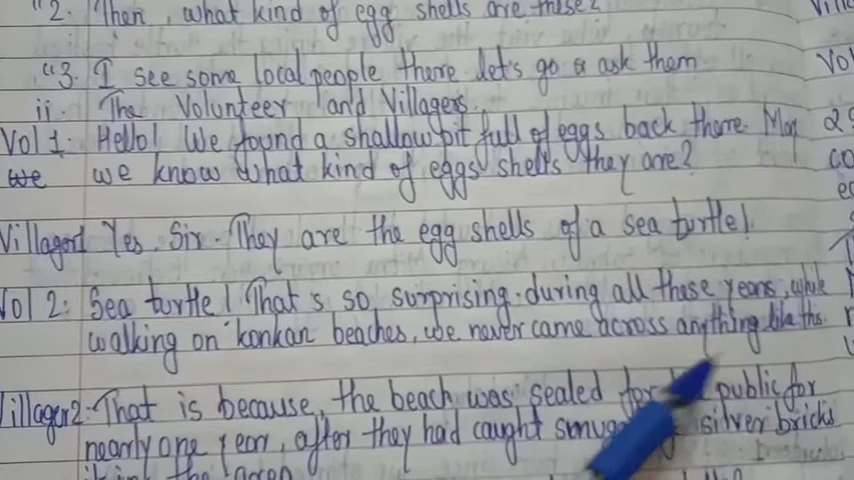 "2. Then, what kind of egg shells are these?
"3. I see some local people there let's go & ask them
ii. The Volunteer and Villagers.
Vol 1: Hello! We found a shallow pit full of eggs back there. May
we we know what kind of eggs shells they are?
Villager1 Yes, Sir. They are the egg shells of a sea turtle!
Vol 2: Sea turtle! That's so surprising. during all these years, while
walking on konkan beaches, we never came across anything like this.
Villager2: That is because, the beach was sealed for public for
nearly one year, after they had caught silver bricks